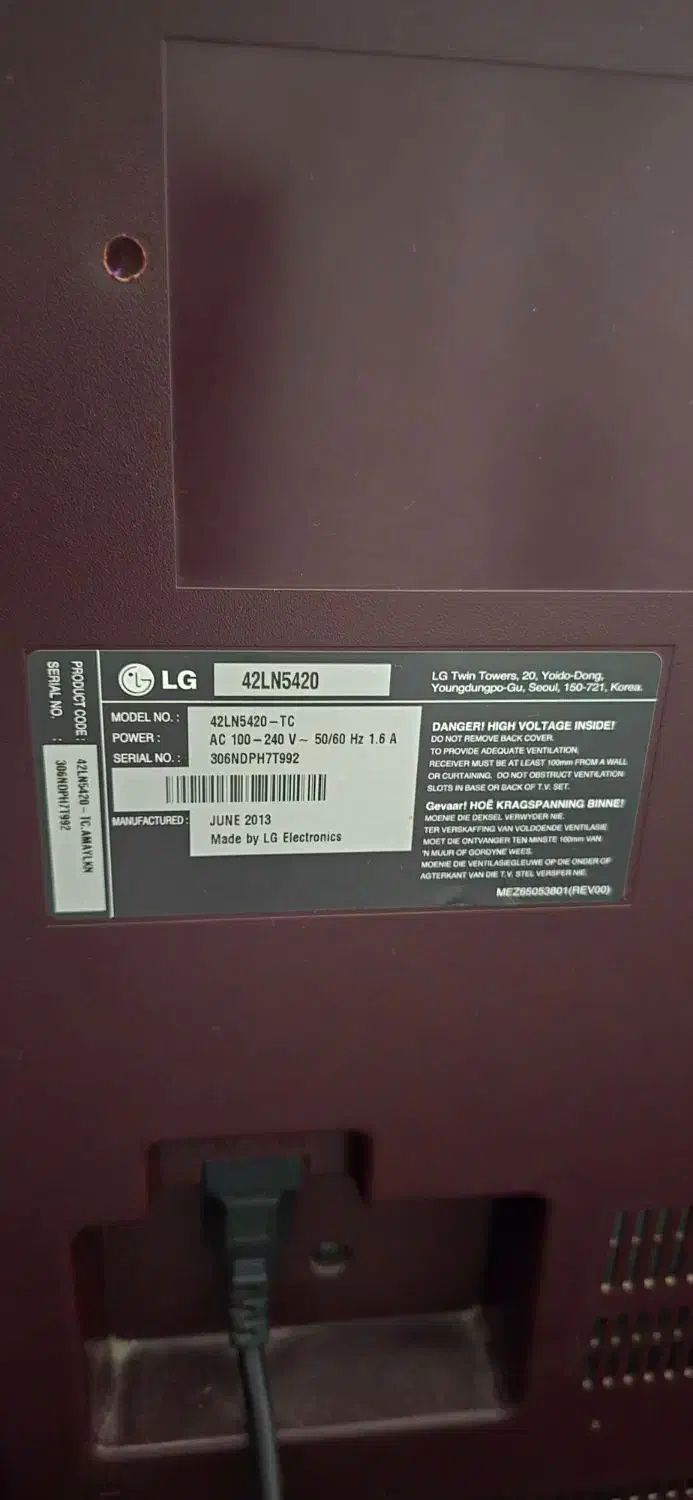 LG 42LN5420
LG Twin Towers, 20, Yoido-Dong,
Youngdungpo-Gu, Seoul, 150-721, Korea.
PRODUCT CODE : 42LN5420-TC.AMAYLKN
SERIAL NO. : 306NDPH7T992
MODEL NO. : 42LN5420-TC
POWER : AC 100-240 V~ 50/60 Hz 1.6 A
SERIAL NO. : 306NDPH7T992
MANUFACTURED : JUNE 2013
Made by LG Electronics
DANGER! HIGH VOLTAGE INSIDE!
DO NOT REMOVE BACK COVER.
TO PROVIDE ADEQUATE VENTILATION,
RECEIVER MUST BE AT LEAST 100mm FROM A WALL
OR CURTAINING. DO NOT OBSTRUCT VENTILATION
SLOTS IN BASE OR BACK OF T.V. SET.
Gevaar! HOË KRAGSPANNING BINNE!
MOENIE DIE DEKSEL VERWYDER NIE.
TER VERSKAFFING VAN VOLDOENDE VENTILASIE
MOET DIE ONTVANGER TEN MINSTE 100mm VAN
'N MUUR OF GORDYNE WEES.
MOENIE DIE VENTILASIEGLEUWE OP DIE ONDER OF
AGTERKANT VAN DIE T.V. STEL VERSPER NIE.
MEZ65053801(REV00)